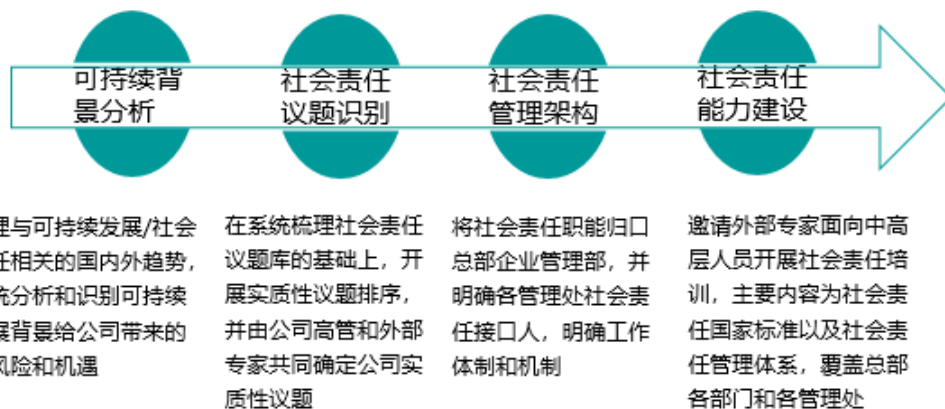 可持续背
景分析
社会责任
议题识别
社会责任
管理架构
社会责任
能力建设
理与可持续发展/社会
任相关的国内外趋势，
统分析和识别可持续
展背景给公司带来的
风险和机遇
在系统梳理社会责任
议题库的基础上，开
展实质性议题排序，
并由公司高管和外部
专家共同确定公司实
质性议题
将社会责任职能归口
总部企业管理部，并
明确各管理处社会责
任接口人，明确工作
体制和机制
邀请外部专家面向中高
层人员开展社会责任培
训，主要内容为社会责
任国家标准以及社会责
任管理体系，覆盖总部
各部门和各管理处